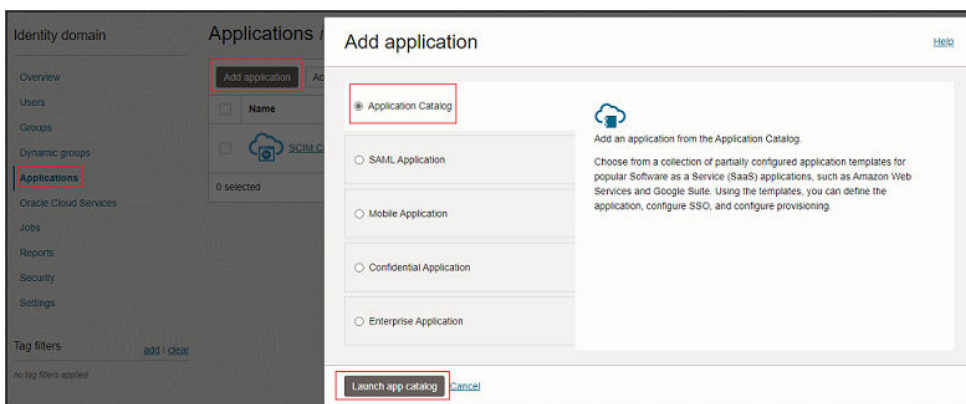 Identity domain
Overview
Users
Groups
Dynamic groups
Applications
Oracle Cloud Services
Jobs
Reports
Security
Settings
Tag filters
add | clear
no tag filters applied
Applications
Add application
Name
SCIM C
0 selected
Add application
Help
Application Catalog
SAML Application
Mobile Application
Confidential Application
Enterprise Application
Add an application from the Application Catalog.
Choose from a collection of partially configured application templates for
popular Software as a Service (SaaS) applications, such as Amazon Web
Services and Google Suite. Using the templates, you can define the
application, configure SSO, and configure provisioning.
Launch app catalog
Cancel